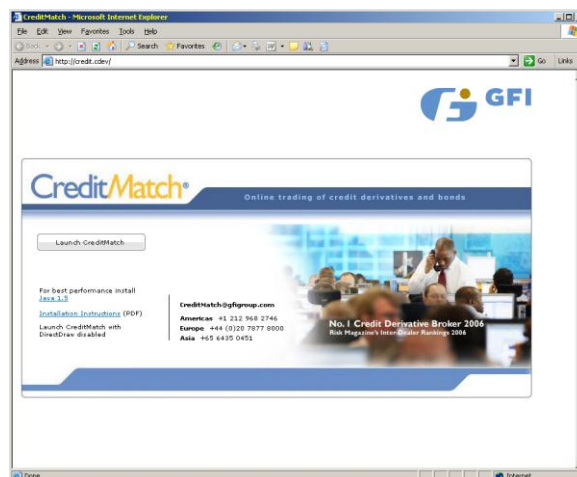 CreditMatch - Microsoft Internet Explorer
File Edit View Favorites Tools Help
Back Search Favorites
Address http://credit.cdev/ Go Links
GFI
CreditMatch®
Online trading of credit derivatives and bonds
Launch CreditMatch
For best performance install
Java 1.5
Installation Instructions (PDF)
Launch CreditMatch with
DirectDraw disabled
CreditMatch@gfigroup.com
Americas +1 212 968 2746
Europe +44 (0)20 7877 8000
Asia +65 6435 0451
No. 1 Credit Derivative Broker 2006
Risk Magazine's Inter-Dealer Rankings 2006
Done Internet